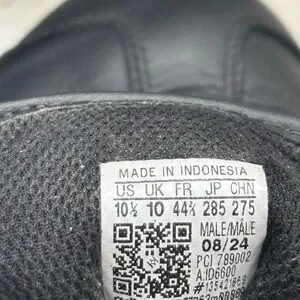 MADE IN INDONESIA
US UK FR JP CHN
10½ 10 44⅔ 285 275
MALE/MÂLE
08/24
PCI 789002
A:ID6600